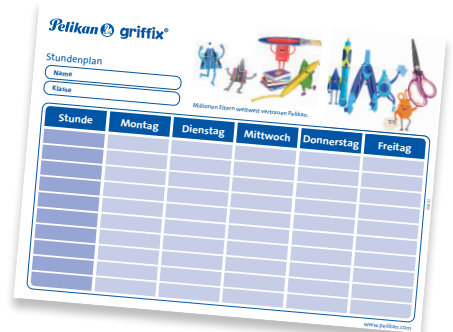 Pelikan griffix®
Stundenplan
Name
Klasse
Millionen Eltern weltweit vertrauen Pelikan.
Stunde Montag Dienstag Mittwoch Donnerstag Freitag
www.pelikan.com